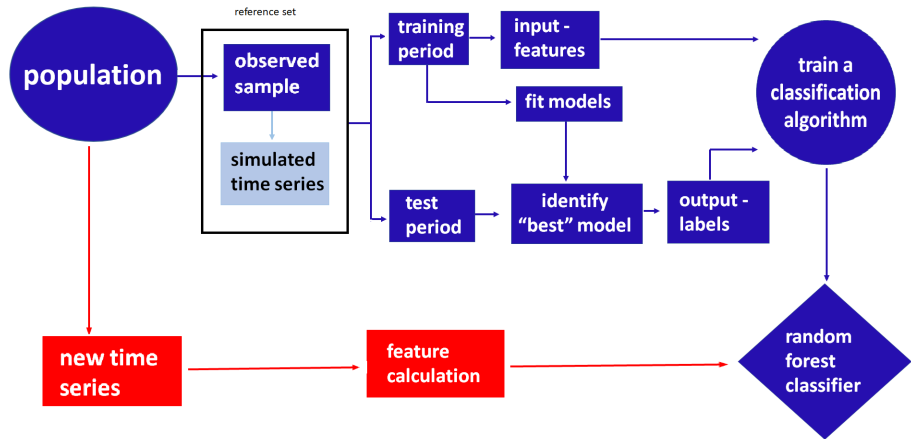 reference set
population
observed
sample
simulated
time series
training
period
input -
features
fit models
test
period
identify
“best” model
output -
labels
train a
classification
algorithm
new time
series
feature
calculation
random
forest
classifier